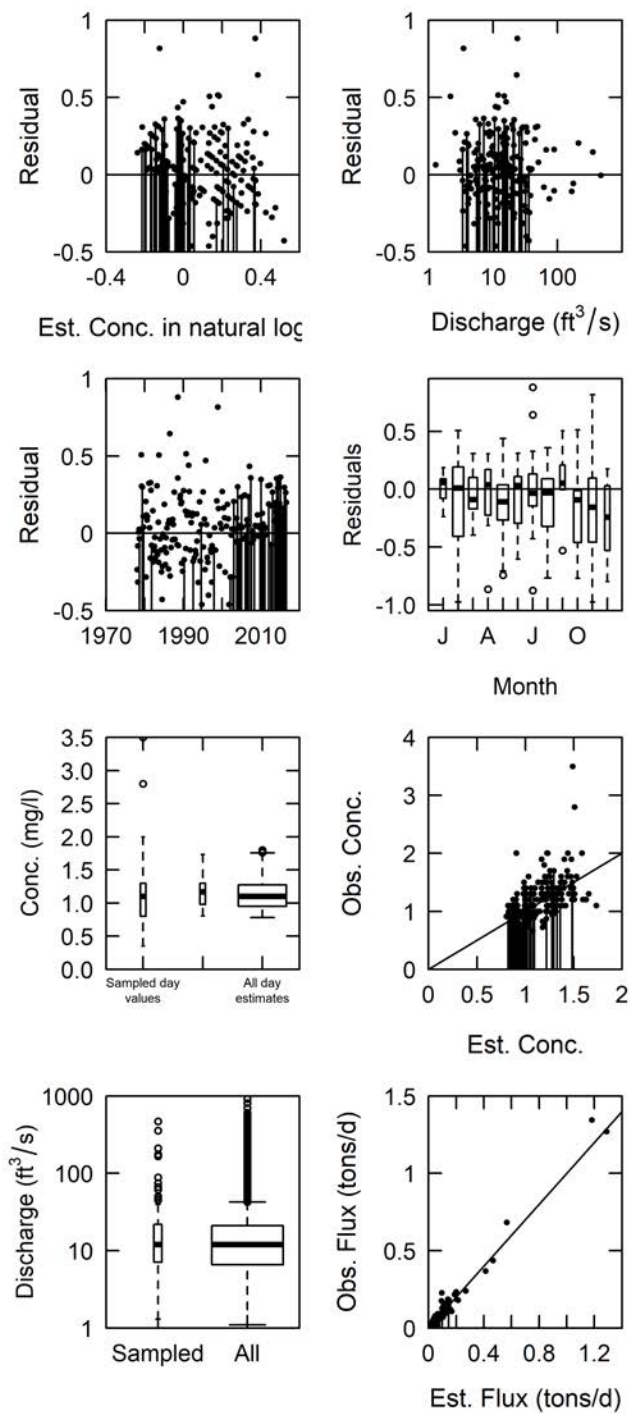 Residual
1
0.5
0
-0.5
-0.4
0
0.4
Est. Conc. in natural log
Residual
1
0.5
0
-0.5
1
10
100
Discharge (ft³/s)
Residual
1
0.5
0
-0.5
1970
1990
2010
Residuals
0.5
0.0
-0.5
-1.0
J
A
J
O
Month
Conc. (mg/l)
3.5
3.0
2.5
2.0
1.5
1.0
0.5
0.0
Sampled day
values
All day
estimates
Obs. Conc.
4
3
2
1
0
0
0.5
1
1.5
2
Est. Conc.
Discharge (ft³/s)
1000
100
10
1
Sampled
All
Obs. Flux (tons/d)
1.5
1
0.5
0
0
0.4
0.8
1.2
Est. Flux (tons/d)